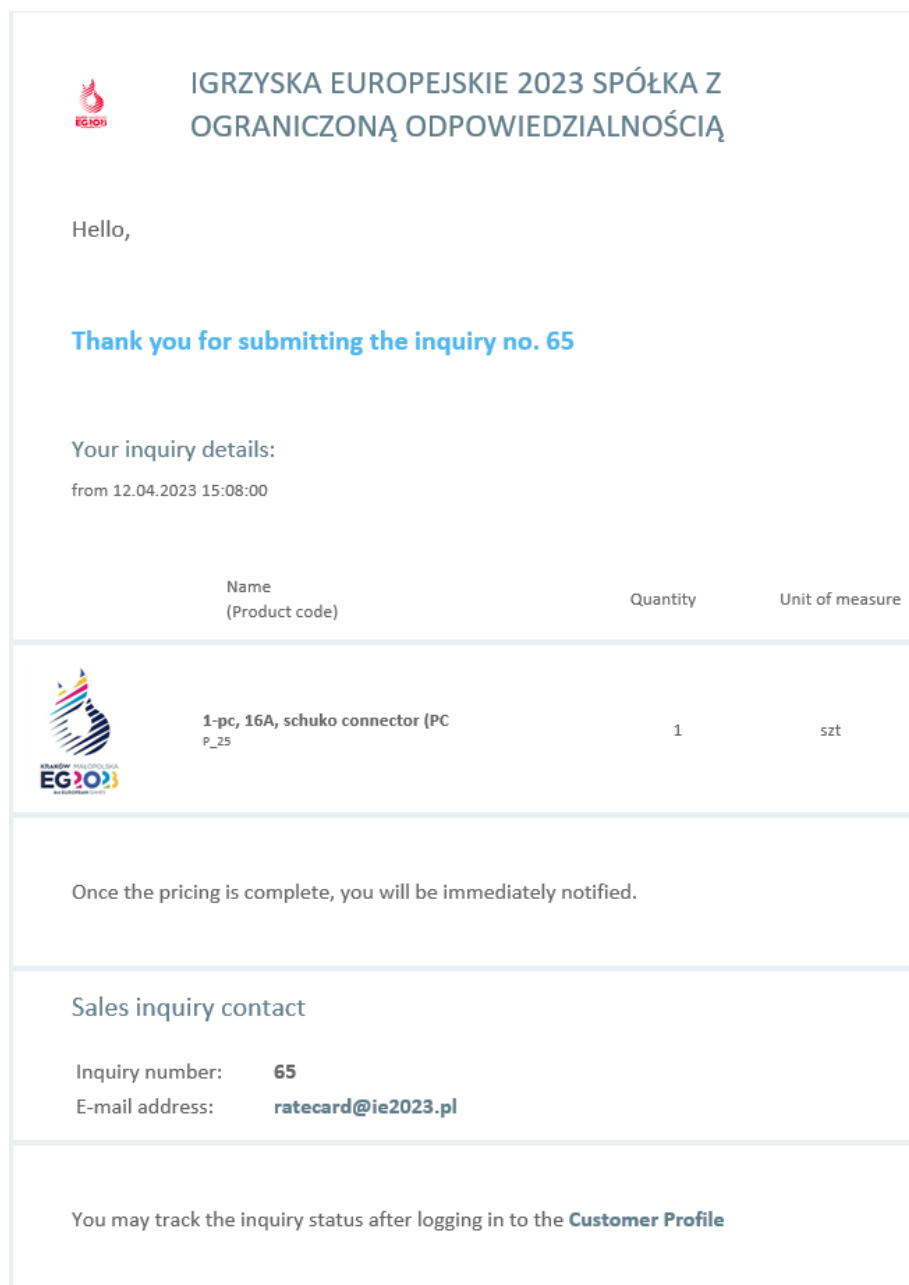 IGRZYSKA EUROPEJSKIE 2023 SPÓŁKA Z
OGRANICZONĄ ODPOWIEDZIALNOŚCIĄ
EG2023
Hello,
Thank you for submitting the inquiry no. 65
Your inquiry details:
from 12.04.2023 15:08:00
Name
(Product code)
Quantity
Unit of measure
KRAKÓW MAŁOPOLSKA
EG2023
3rd EUROPEAN GAMES
1-pc, 16A, schuko connector (PC
P_25
1
szt
Once the pricing is complete, you will be immediately notified.
Sales inquiry contact
Inquiry number: 65
E-mail address: ratecard@ie2023.pl
You may track the inquiry status after logging in to the Customer Profile